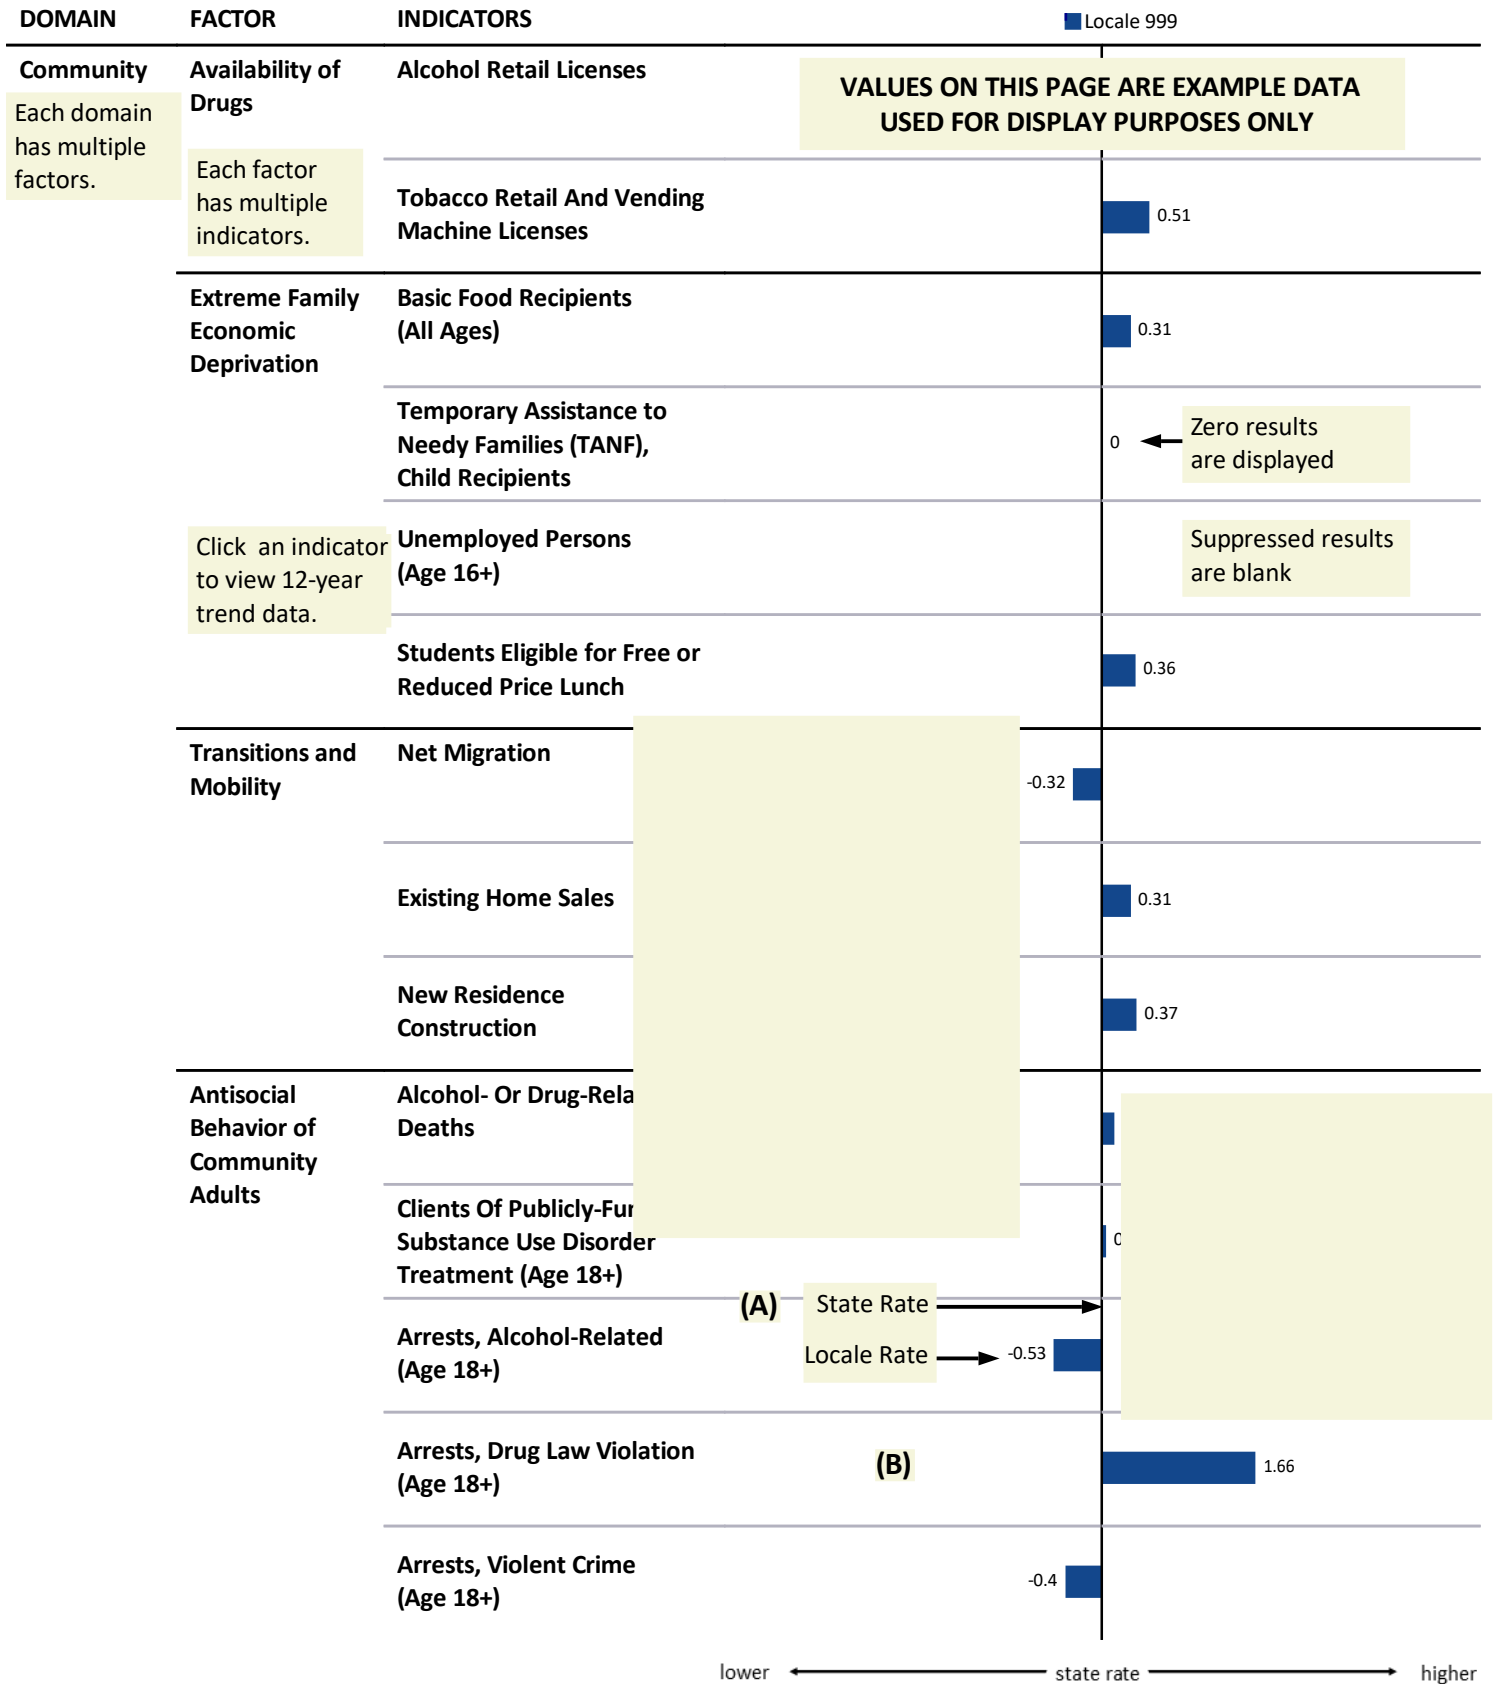 DOMAIN FACTOR INDICATORS Locale 999
Community
Each domain
has multiple
factors.
Availability of
Drugs
Each factor
has multiple
indicators.
Alcohol Retail Licenses
VALUES ON THIS PAGE ARE EXAMPLE DATA
USED FOR DISPLAY PURPOSES ONLY
Tobacco Retail And Vending
Machine Licenses
0.51
Extreme Family
Economic
Deprivation
Basic Food Recipients
(All Ages)
0.31
Temporary Assistance to
Needy Families (TANF),
Child Recipients
0
Zero results
are displayed
Click an indicator
to view 12-year
trend data.
Unemployed Persons
(Age 16+)
Suppressed results
are blank
Students Eligible for Free or
Reduced Price Lunch
0.36
Transitions and
Mobility
Net Migration
-0.32
Existing Home Sales
0.31
New Residence
Construction
0.37
Antisocial
Behavior of
Community
Adults
Alcohol- Or
Deaths
Clients Of
Substance Use Disorder
Treatment (Age 18+)
(A) State Rate
Arrests, Alcohol-Related
(Age 18+)
Locale Rate -0.53
Arrests, Drug Law Violation
(Age 18+)
(B)
1.66
Arrests, Violent Crime
(Age 18+)
-0.4
lower state rate higher